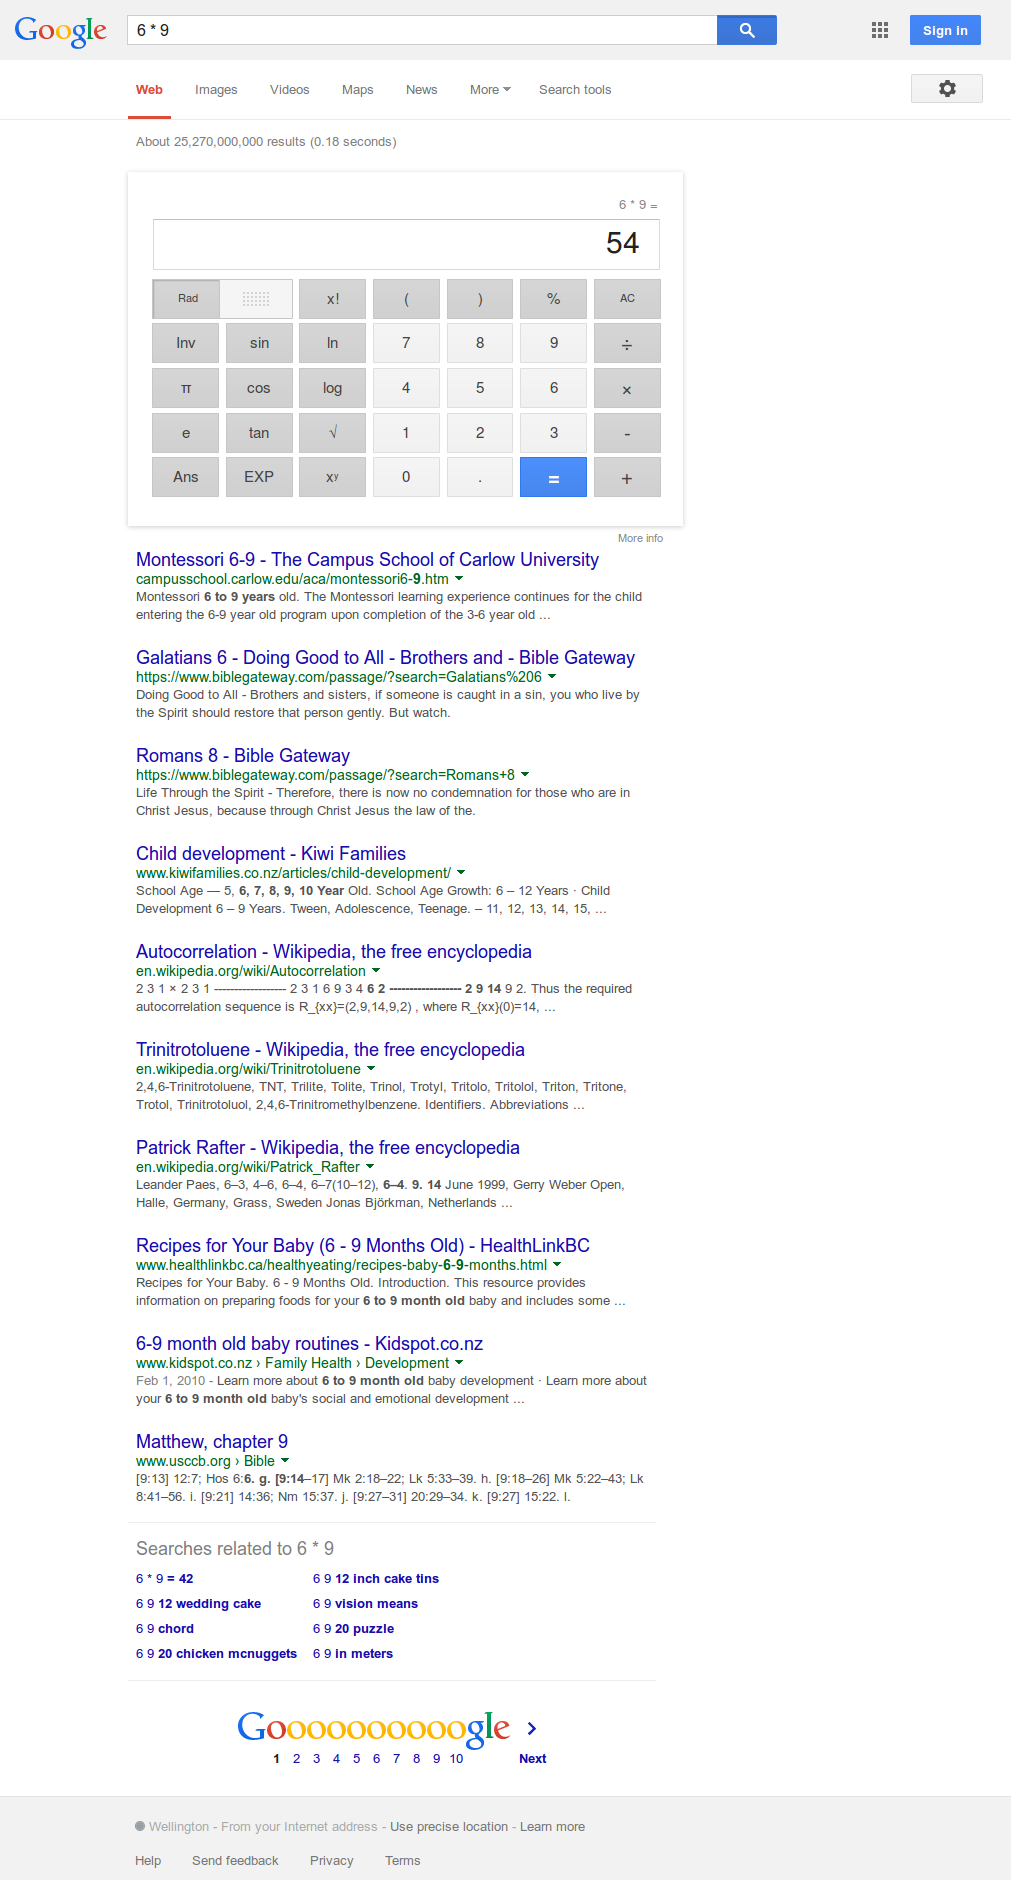 Google
6 * 9
Sign in
Web Images Videos Maps News More Search tools
About 25,270,000,000 results (0.18 seconds)
6 * 9 =
54
Rad x! ( ) % AC
Inv sin ln 7 8 9 ÷
π cos log 4 5 6 ×
e tan √ 1 2 3 -
Ans EXP xy 0 . = +
More info
Montessori 6-9 - The Campus School of Carlow University
campusschool.carlow.edu/aca/montessori6-9.htm
Montessori 6 to 9 years old. The Montessori learning experience continues for the child
entering the 6-9 year old program upon completion of the 3-6 year old ...
Galatians 6 - Doing Good to All - Brothers and - Bible Gateway
https://www.biblegateway.com/passage/?search=Galatians%206
Doing Good to All - Brothers and sisters, if someone is caught in a sin, you who live by
the Spirit should restore that person gently. But watch.
Romans 8 - Bible Gateway
https://www.biblegateway.com/passage/?search=Romans+8
Life Through the Spirit - Therefore, there is now no condemnation for those who are in
Christ Jesus, because through Christ Jesus the law of the.
Child development - Kiwi Families
www.kiwifamilies.co.nz/articles/child-development/
School Age — 5, 6, 7, 8, 9, 10 Year Old. School Age Growth: 6 – 12 Years · Child
Development 6 – 9 Years. Tween, Adolescence, Teenage. – 11, 12, 13, 14, 15, ...
Autocorrelation - Wikipedia, the free encyclopedia
en.wikipedia.org/wiki/Autocorrelation
2 3 1 × 2 3 1 ------------------ 2 3 1 6 9 3 4 6 2 ------------------ 2 9 14 9 2. Thus the required
autocorrelation sequence is R_{xx}=(2,9,14,9,2) , where R_{xx}(0)=14, ...
Trinitrotoluene - Wikipedia, the free encyclopedia
en.wikipedia.org/wiki/Trinitrotoluene
2,4,6-Trinitrotoluene, TNT, Trilite, Tolite, Trinol, Trotyl, Tritolo, Tritolol, Triton, Tritone,
Trotol, Trinitrotoluol, 2,4,6-Trinitromethylbenzene. Identifiers. Abbreviations ...
Patrick Rafter - Wikipedia, the free encyclopedia
en.wikipedia.org/wiki/Patrick_Rafter
Leander Paes, 6–3, 4–6, 6–4, 6–7(10–12), 6–4. 9. 14 June 1999, Gerry Weber Open,
Halle, Germany, Grass, Sweden Jonas Björkman, Netherlands ...
Recipes for Your Baby (6 - 9 Months Old) - HealthLinkBC
www.healthlinkbc.ca/healthyeating/recipes-baby-6-9-months.html
Recipes for Your Baby. 6 - 9 Months Old. Introduction. This resource provides
information on preparing foods for your 6 to 9 month old baby and includes some ...
6-9 month old baby routines - Kidspot.co.nz
www.kidspot.co.nz › Family Health › Development
Feb 1, 2010 - Learn more about 6 to 9 month old baby development · Learn more about
your 6 to 9 month old baby's social and emotional development ...
Matthew, chapter 9
www.usccb.org › Bible
[9:13] 12:7; Hos 6:6. g. [9:14–17] Mk 2:18–22; Lk 5:33–39. h. [9:18–26] Mk 5:22–43; Lk
8:41–56. i. [9:21] 14:36; Nm 15:37. j. [9:27–31] 20:29–34. k. [9:27] 15:22. l.
Searches related to 6 * 9
6 * 9 = 42 6 9 12 inch cake tins
6 9 12 wedding cake 6 9 vision means
6 9 chord 6 9 20 puzzle
6 9 20 chicken mcnuggets 6 9 in meters
Goooooooooogle
1 2 3 4 5 6 7 8 9 10 Next
Wellington - From your Internet address - Use precise location - Learn more
Help Send feedback Privacy Terms